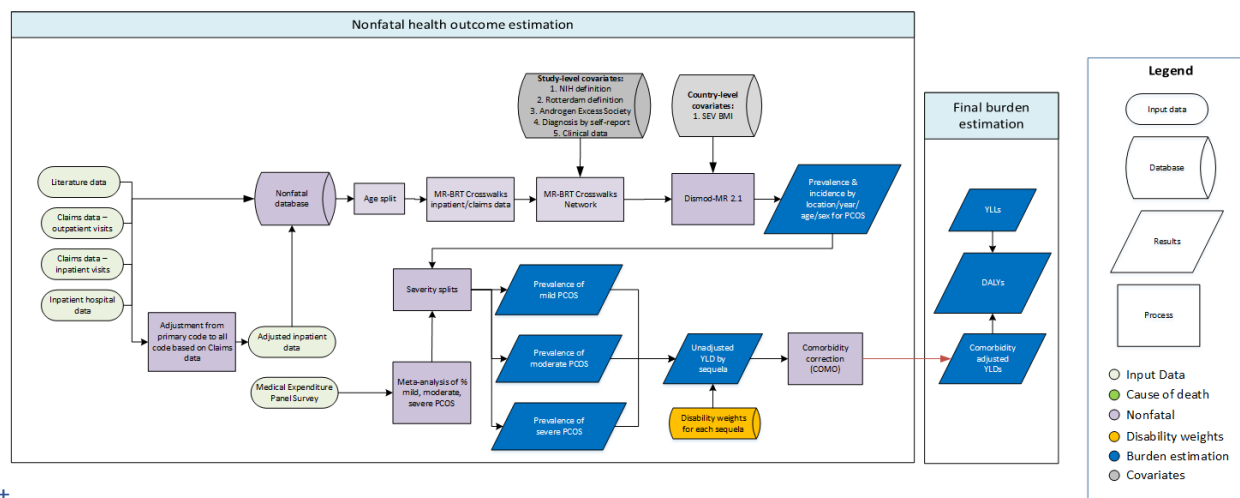 Nonfatal health outcome estimation
Study-level covariates:
1. NIH definition
2. Rotterdam definition
3. Androgen Excess Society
4. Diagnosis by self-report
5. Clinical data
Country-level
covariates:
1. SEV BMI
Literature data
Claims data –
outpatient visits
Claims data –
inpatient visits
Inpatient hospital
data
Nonfatal
database
Age split
MR-BRT Crosswalks
inpatient/claims data
MR-BRT Crosswalks
Network
Dismod-MR 2.1
Prevalence &
incidence by
location/year/
age/sex for PCOS
Adjustment from
primary code to all
code based on Claims
data
Adjusted inpatient
data
Medical Expenditure
Panel Survey
Severity splits
Meta-analysis of %
mild, moderate,
severe PCOS
Prevalence of
mild PCOS
Prevalence of
moderate PCOS
Prevalence of
severe PCOS
Unadjusted
YLD by
sequela
Disability weights
for each sequela
Comorbidity
correction
(COMO)
Final burden
estimation
YLLs
DALYs
Comorbidity
adjusted
YLDs
Legend
Input data
Database
Results
Process
Input Data
Cause of death
Nonfatal
Disability weights
Burden estimation
Covariates
+